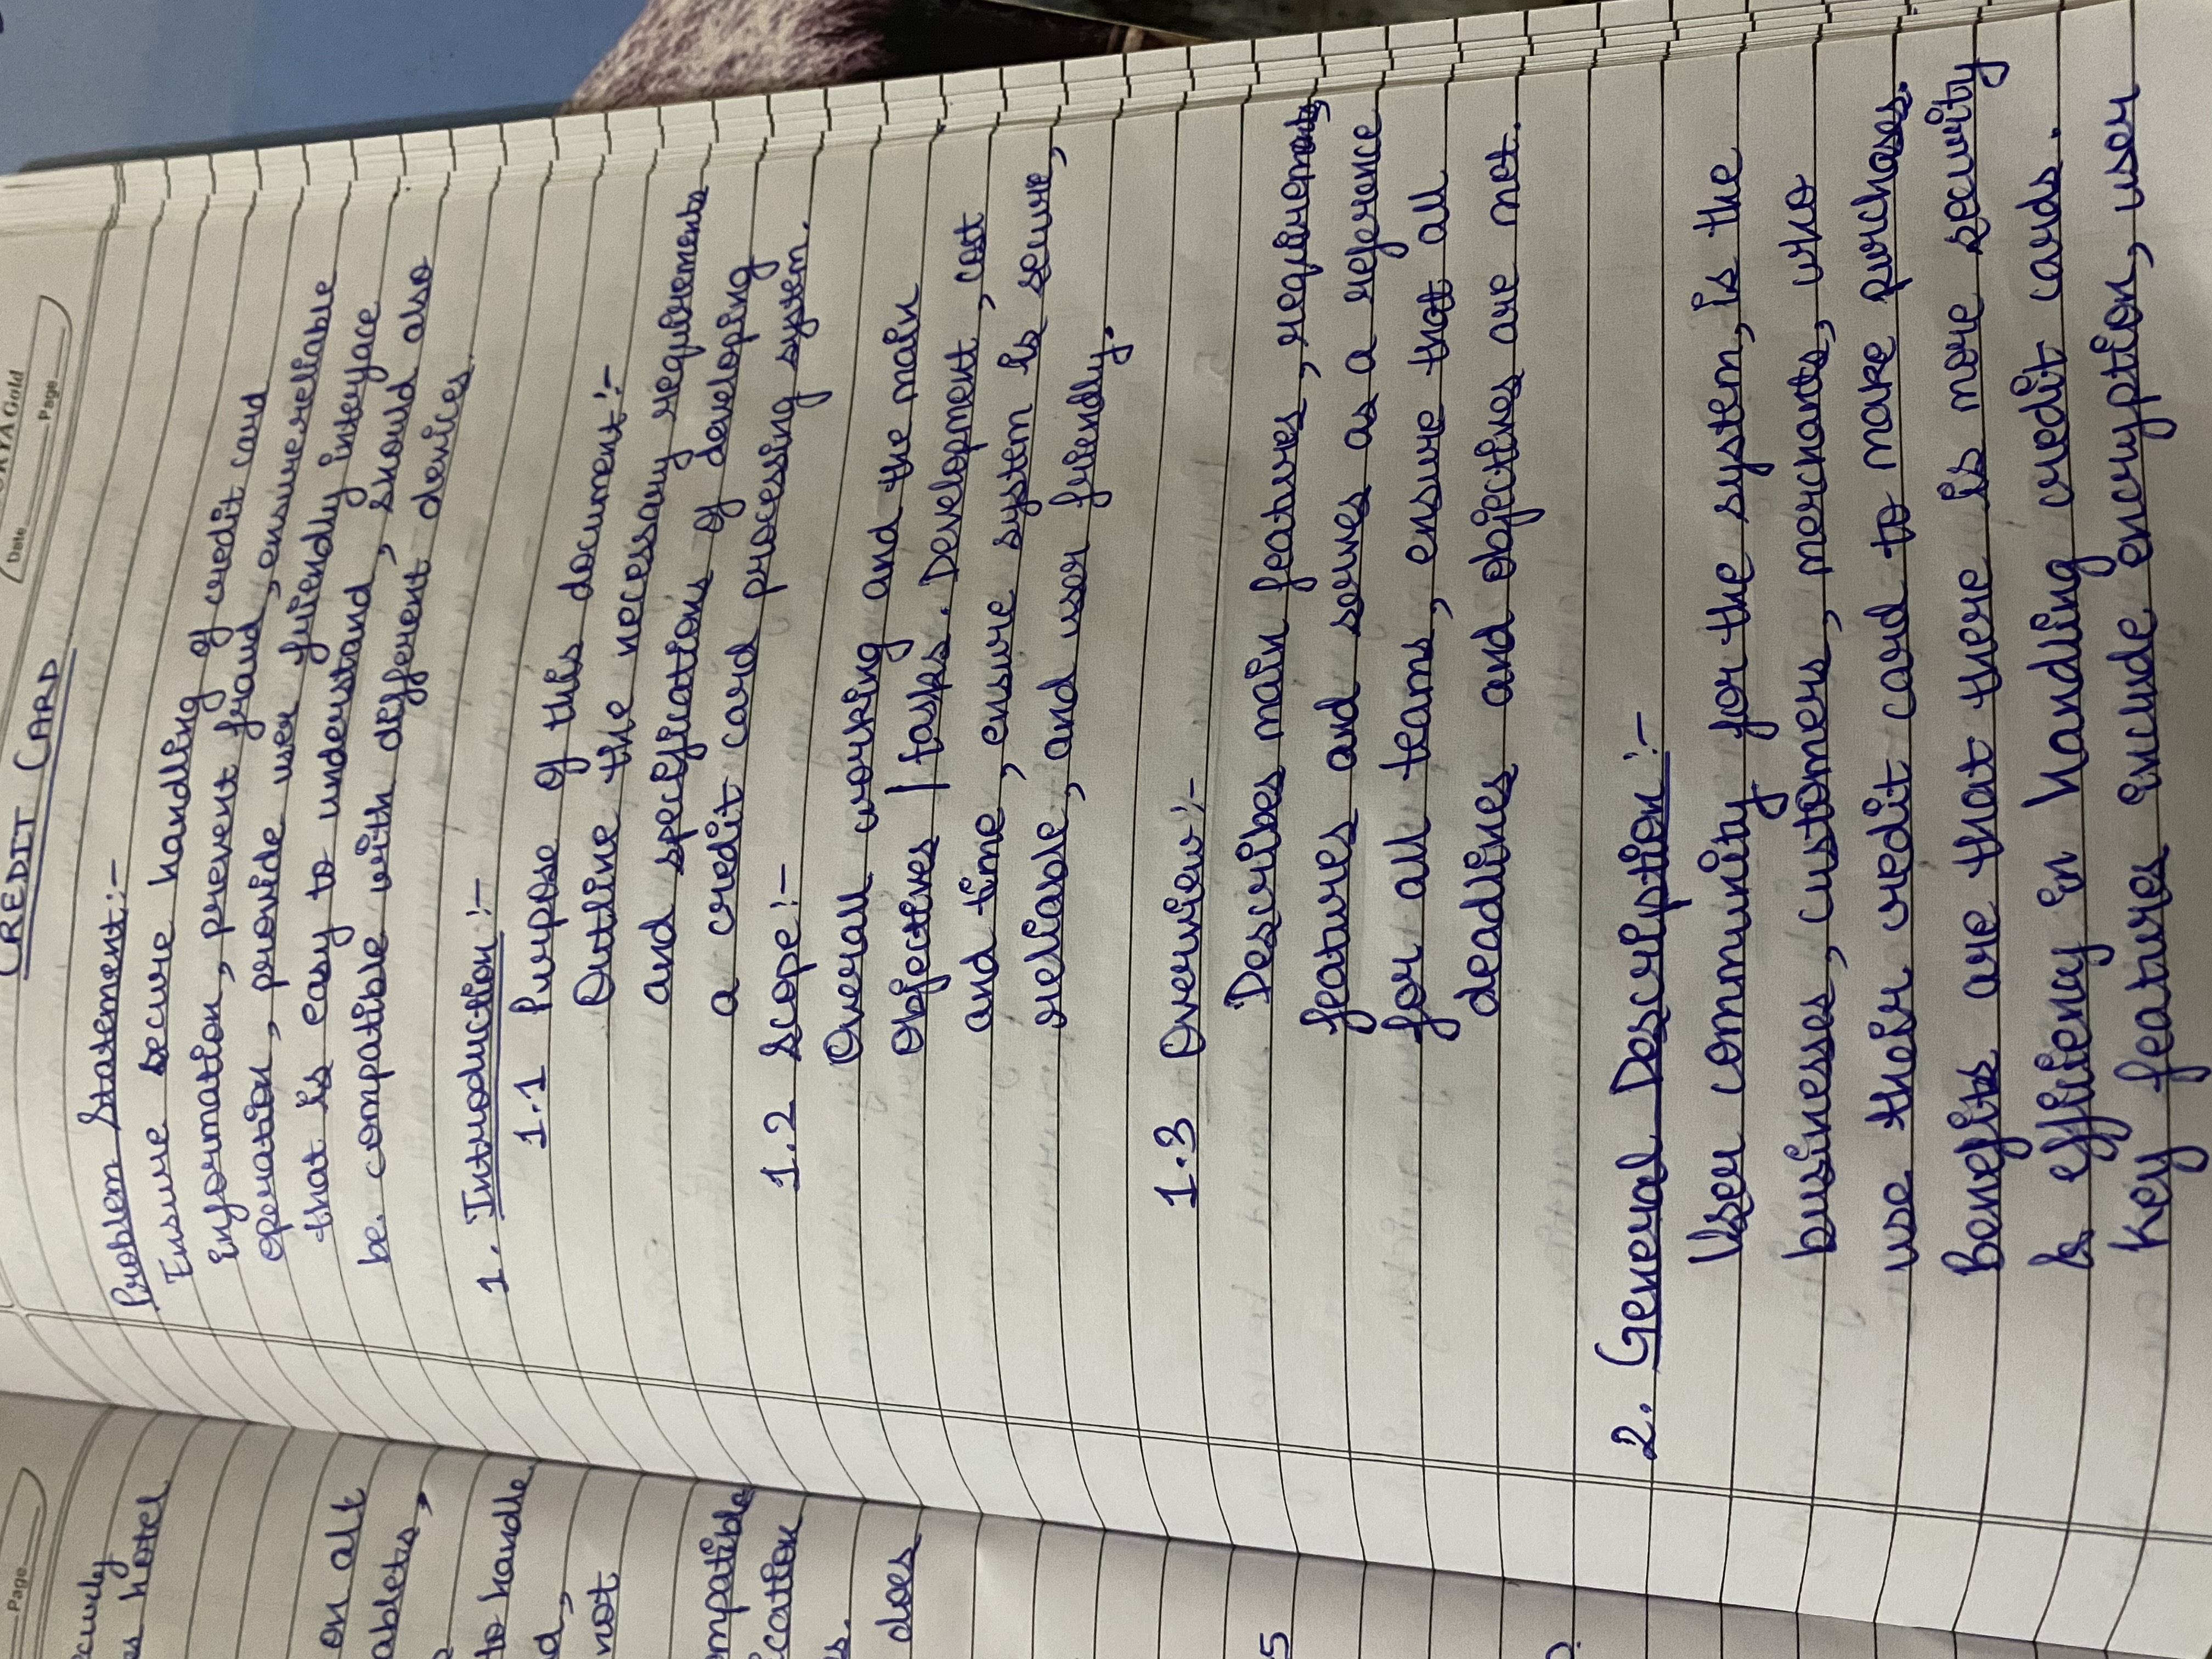 Page
ecurely
es hotel
on all
ablets,
to handle
d,
not
ompatible
ication
s.
does
5
CREDIT CARD
RYA Gold
Date
Page
Problem Statement:-
Ensure secure handling of credit card
information, prevent fraud, ensure reliable
operation, provide user friendly interface
that is easy to understand, should also
be compatible with different devices.
1. Introduction:-
1.1 Purpose of this document:-
Outline the necessary requirements
and specifications of developing
a credit card processing system.
1.2 Scope:-
Overall working and the main
Objectives / tasks. Development, cost
and time, ensure system is secure,
reliable, and user friendly.
1.3 Overview:-
Describes main features, requirements,
features and serves as a reference
for all teams, ensure that all
deadlines and objectives are met.
2. General Description:-
User community for the system, is the
businesses, customers, merchants, who
use their credit card to make purchases.
Benefits are that there is more security
& efficiency in handling credit cards.
Key features include encryption, user